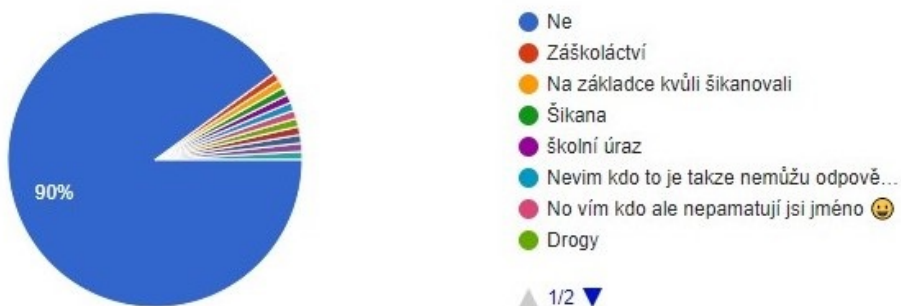 90%
Ne
Záškoláctví
Na základce kvůli šikanovali
Šikana
školní úraz
Nevim kdo to je takze nemůžu odpově...
No vím kdo ale nepamatují jsi jméno 😀
Drogy
1/2